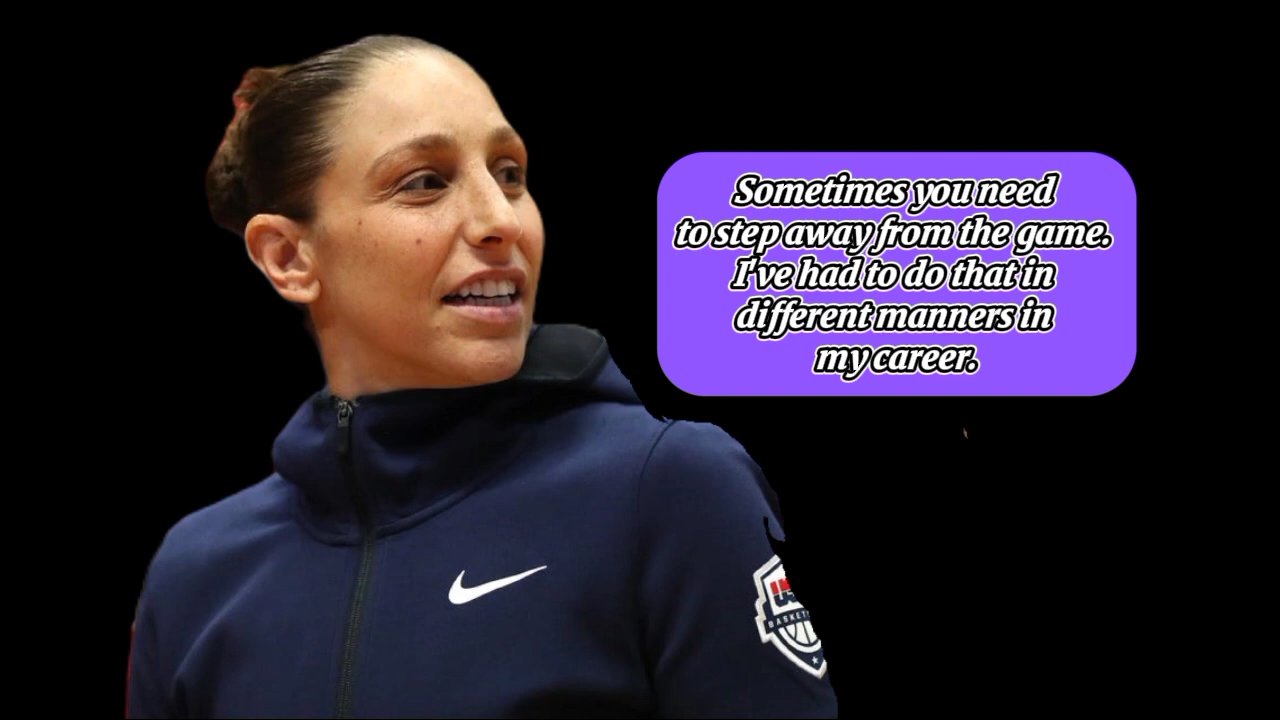 Sometimes you need
to step away from the game.
I've had to do that in
different manners in
my career.